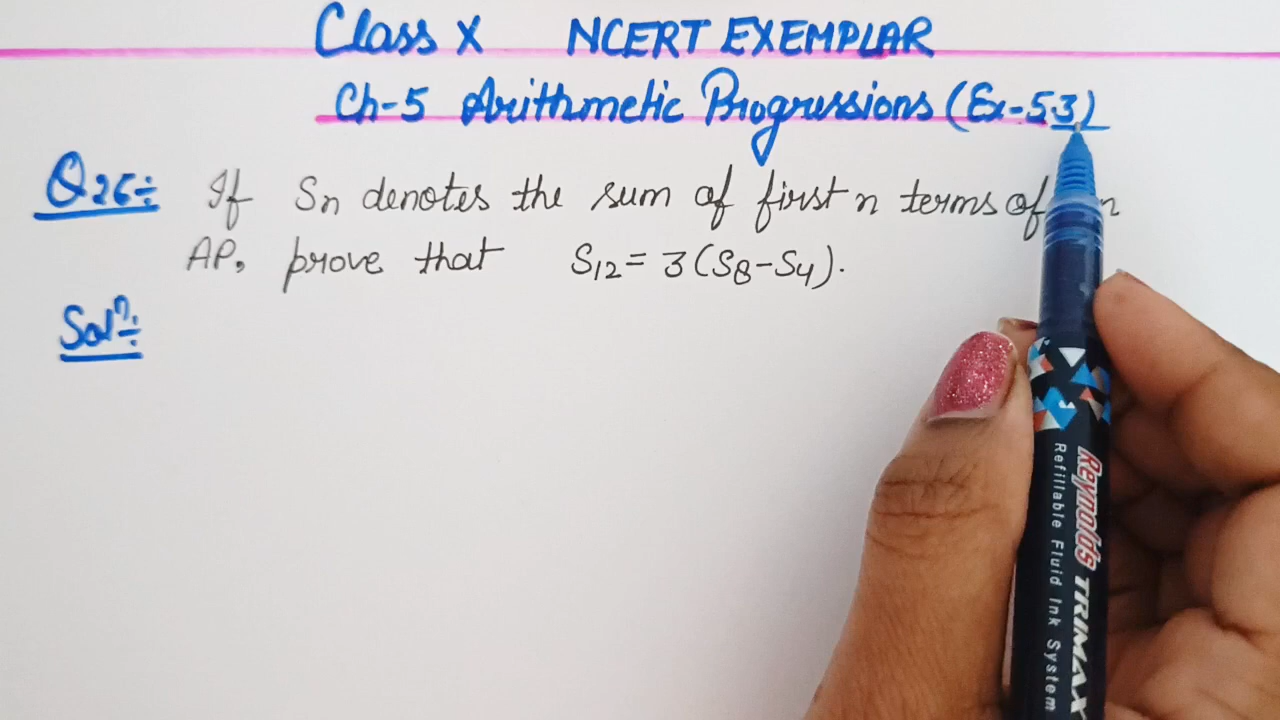 Class X NCERT EXEMPLAR
Ch-5 Arithmetic Progressions (Ex-5.3)
Q26÷ If Sn denotes the sum of first n terms of
AP, prove that S12 = 3(S8-S4).
Solⁿ÷
Reynolds TRIMAX
Refillable Fluid Ink System